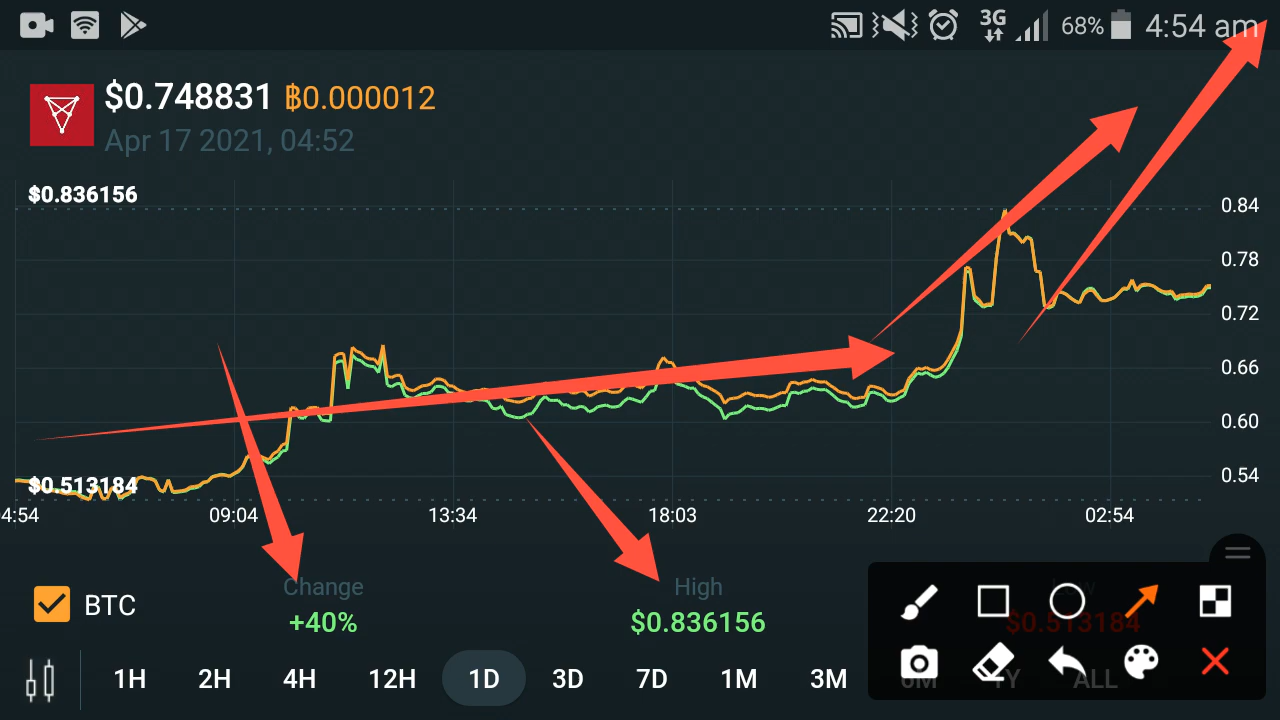 3G 68% 4:54 am
$0.748831 ฿0.000012
Apr 17 2021, 04:52
$0.836156
0.84
0.78
0.72
0.66
0.60
0.54
$0.513184
4:54 09:04 13:34 18:03 22:20 02:54
BTC
Change
+40%
High
$0.836156
$0.513184
1H 2H 4H 12H 1D 3D 7D 1M 3M 6M 1Y ALL